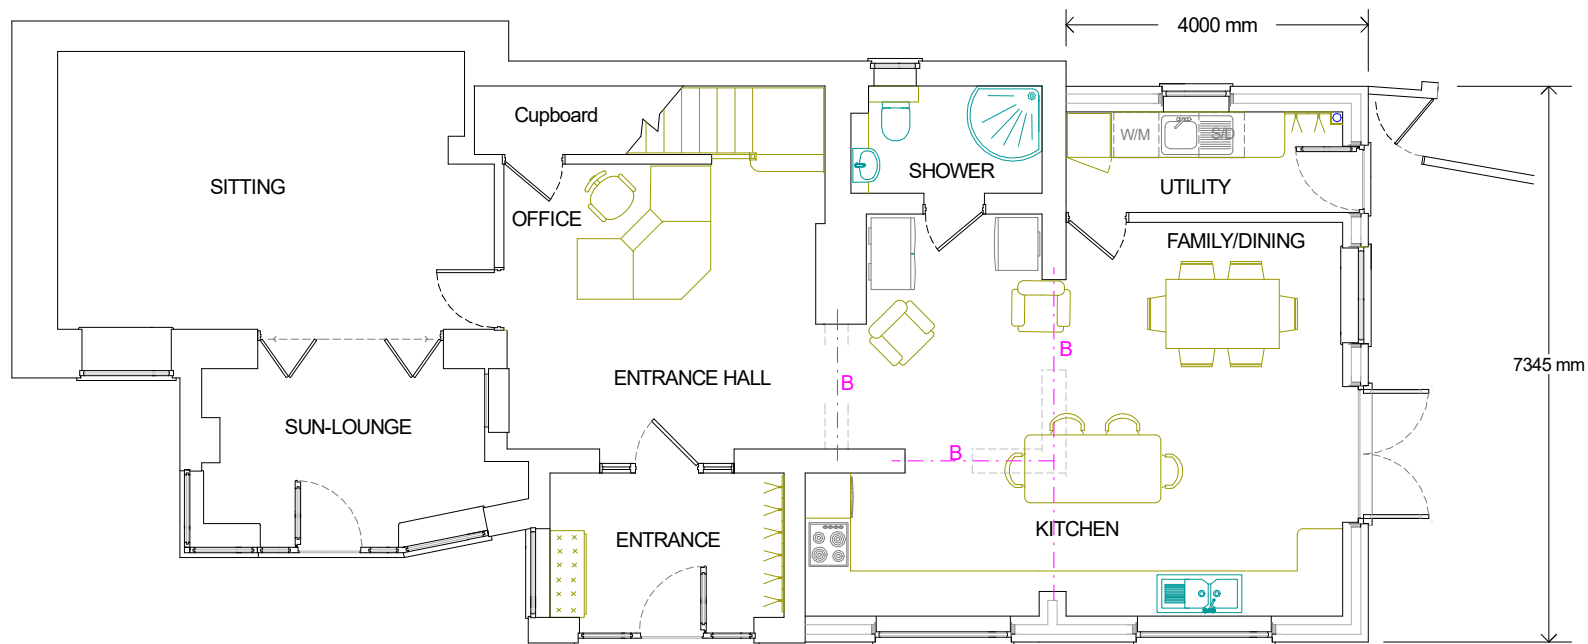 4000 mm
Cupboard
W/M
S/D
SITTING
SHOWER
UTILITY
OFFICE
FAMILY/DINING
B
7345 mm
ENTRANCE HALL
B
SUN-LOUNGE
B
KITCHEN
ENTRANCE